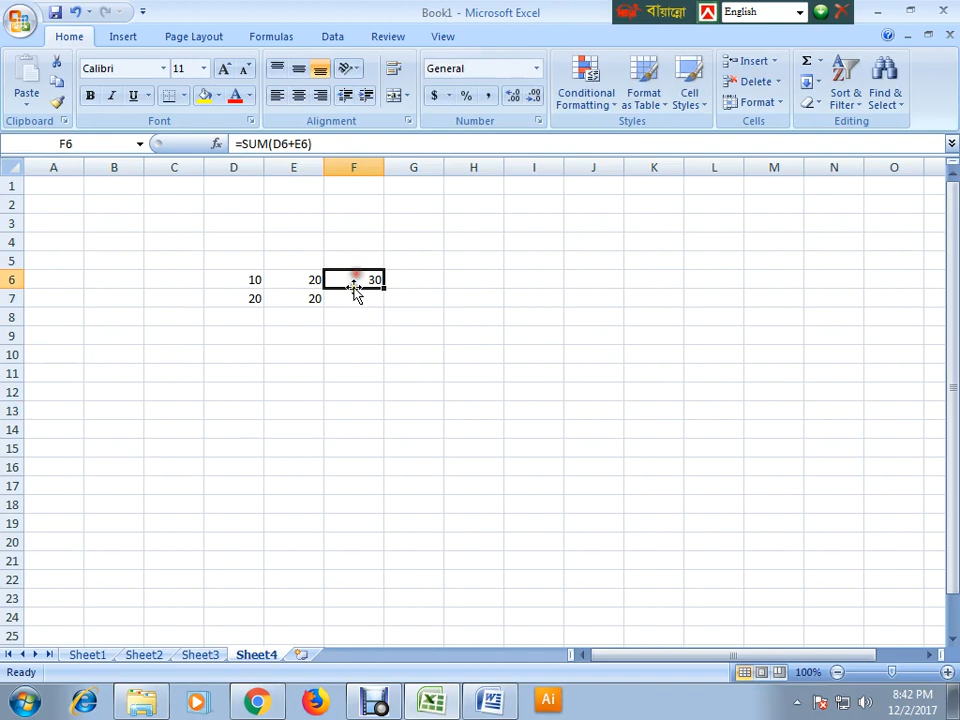 Book1 - Microsoft Excel
বায়ান্নো
English
Home Insert Page Layout Formulas Data Review View
Paste
Calibri 11
General
B I U
$ % ,
Conditional Formatting
Format as Table
Cell Styles
Insert
Delete
Format
Σ
Sort & Filter
Find & Select
Clipboard Font Alignment Number Styles Cells Editing
F6 fx =SUM(D6+E6)
A B C D E F G H I J K L M N O
1
2
3
4
5
6 10 20 30
7 20 20
8
9
10
11
12
13
14
15
16
17
18
19
20
21
22
23
24
25
Sheet1 Sheet2 Sheet3 Sheet4
Ready 100%
Ai
8:42 PM
12/2/2017